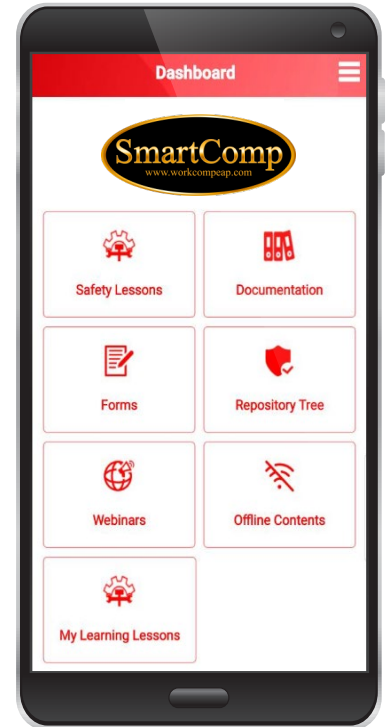 Dashboard
SmartComp
www.workcompeap.com
Safety Lessons
Documentation
Forms
Repository Tree
Webinars
Offline Contents
My Learning Lessons